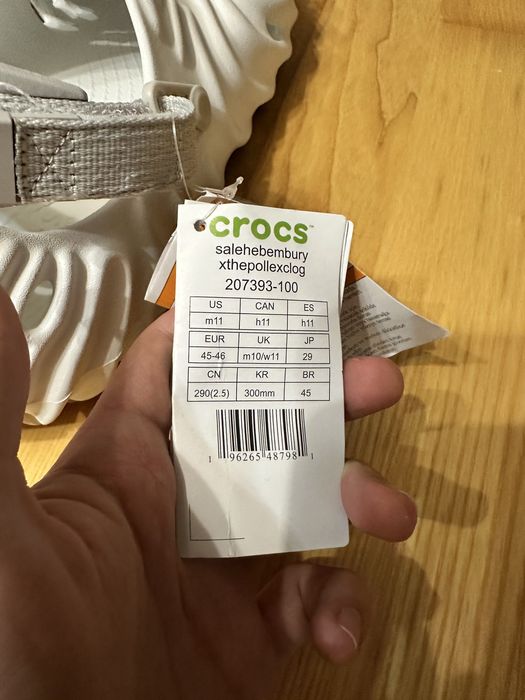 crocs™
salehebembury
xthepollexclog
207393-100
US CAN ES
m11 h11 h11
EUR UK JP
45-46 m10/w11 29
CN KR BR
290(2.5) 300mm 45
1 96265 48798 1